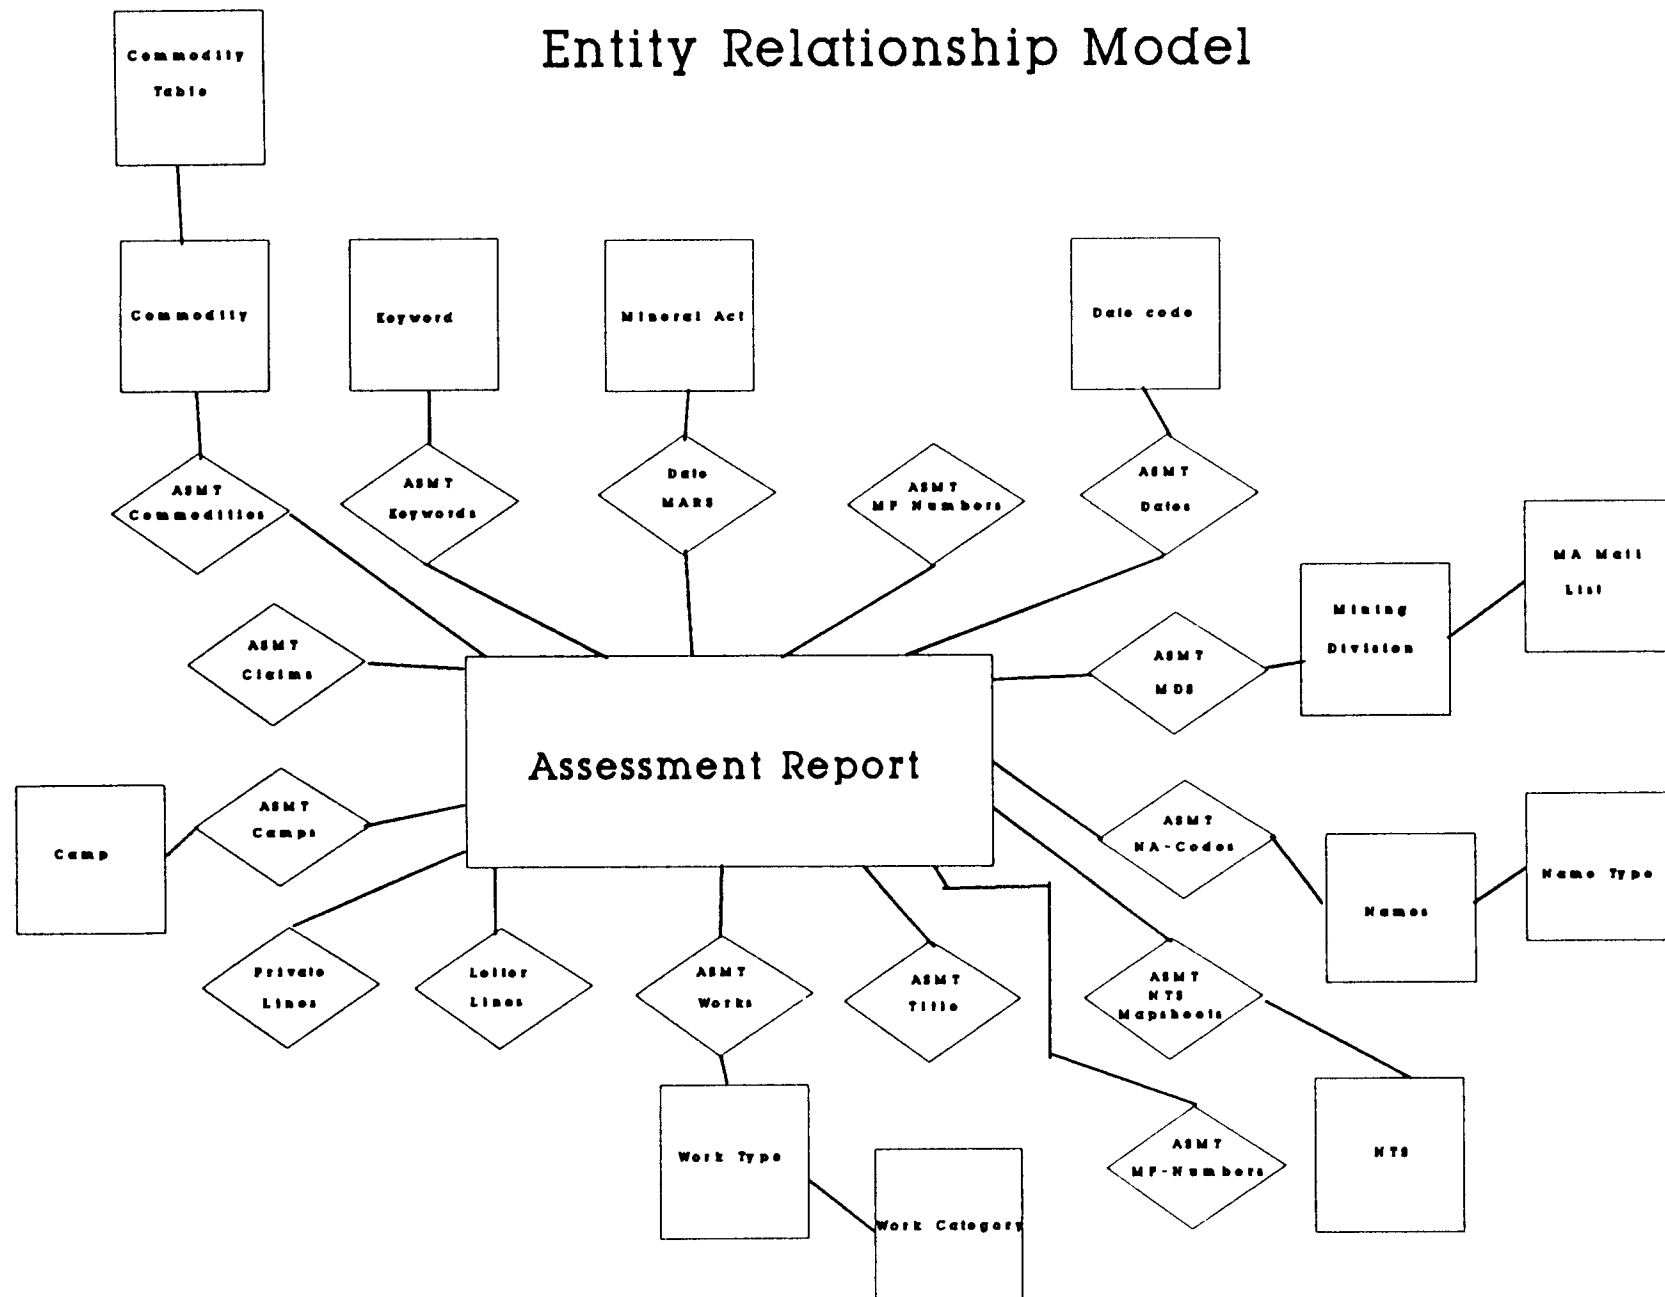 Entity Relationship Model
Commodity
Table
Commodity
Keyword
Mineral Act
Date code
ASMT
Commodities
ASMT
Keywords
Date
MARS
ASMT
MF Numbers
ASMT
Dates
MA Mail
List
Mining
Division
ASMT
Claims
ASMT
MDS
Assessment Report
Camp
ASMT
Camps
ASMT
NA-Codes
Names
Name Type
Private
Lines
Letter
Lines
ASMT
Works
ASMT
Title
ASMT
NTS
Mapsheets
Work Type
Work Category
ASMT
MF-Numbers
NTS